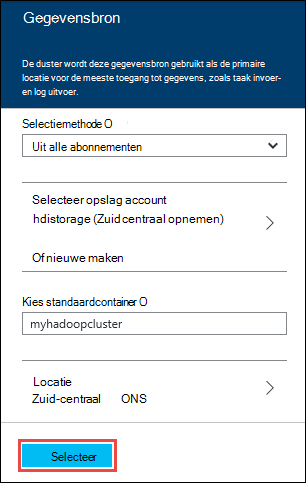 Gegevensbron
De duster wordt deze gegevensbron gebruikt als de primaire
locatie voor de meeste toegang tot gegevens, zoals taak invoer-
en log uitvoer.
Selectiemethode O
Uit alle abonnementen
Selecteer opslag account
hdistorage (Zuid centraal opnemen)
Of nieuwe maken
Kies standaardcontainer O
myhadoopcluster
Locatie
Zuid-centraal ONS
Selecteer